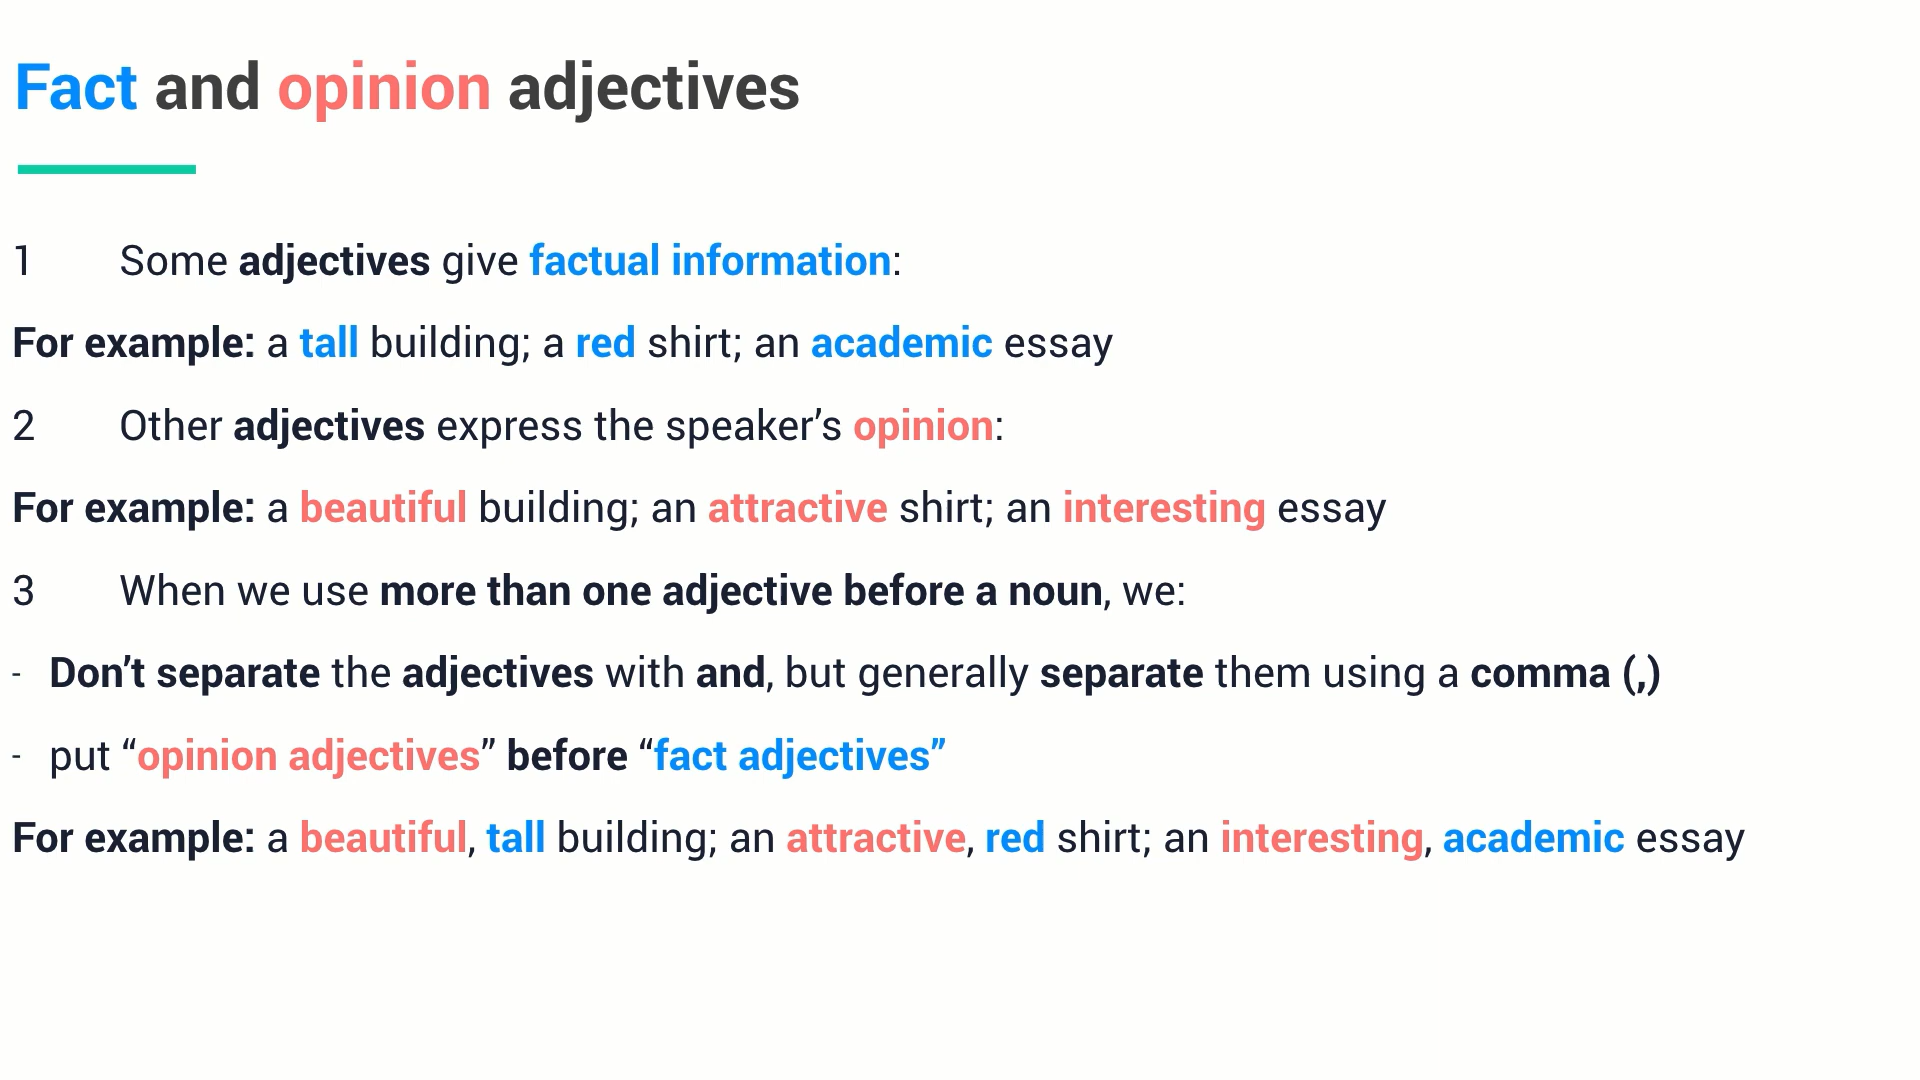 Fact and opinion adjectives
1 Some adjectives give factual information:
For example: a tall building; a red shirt; an academic essay
2 Other adjectives express the speaker’s opinion:
For example: a beautiful building; an attractive shirt; an interesting essay
3 When we use more than one adjective before a noun, we:
- Don’t separate the adjectives with and, but generally separate them using a comma (,)
- put “opinion adjectives” before “fact adjectives”
For example: a beautiful, tall building; an attractive, red shirt; an interesting, academic essay